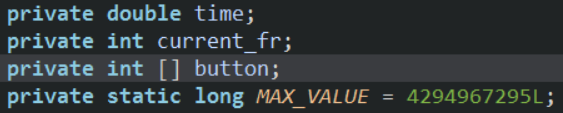 private double time;
private int current_fr;
private int [] button;
private static long MAX_VALUE = 4294967295L;